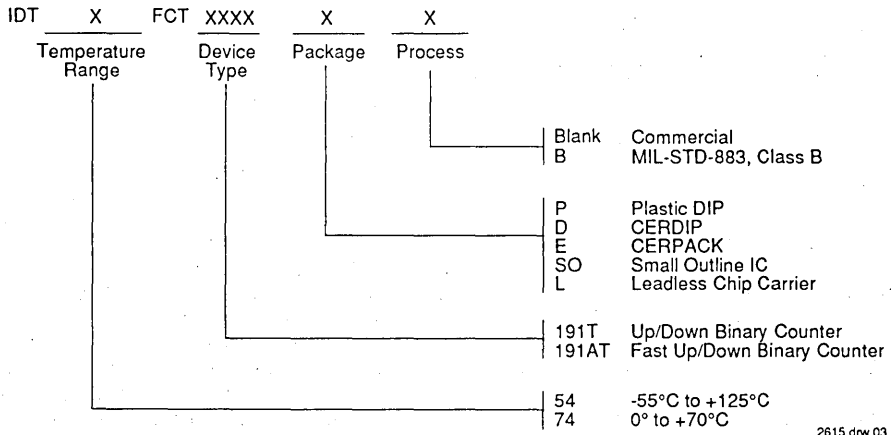 IDT X FCT XXXX X X
Temperature Range Device Type Package Process
Blank Commercial
B MIL-STD-883, Class B
P Plastic DIP
D CERDIP
E CERPACK
SO Small Outline IC
L Leadless Chip Carrier
191T Up/Down Binary Counter
191AT Fast Up/Down Binary Counter
54 -55°C to +125°C
74 0° to +70°C
2615 drw 03